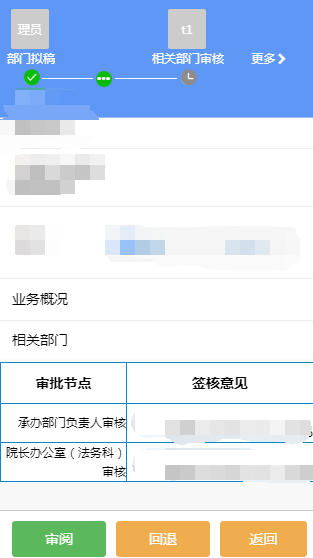 理员
t1
部门拟稿
相关部门审核
更多
业务概况
相关部门
审批节点
签核意见
承办部门负责人审核
院长办公室（法务科）
审核
审阅
回退
返回